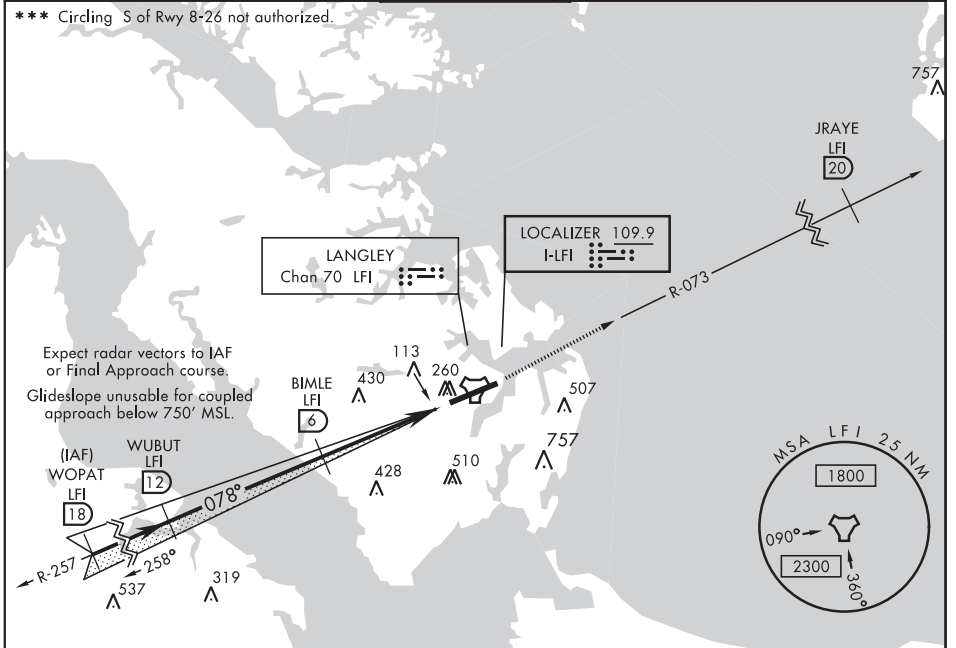 *** Circling S of Rwy 8-26 not authorized.
757
JRAYE
LFI
20
LOCALIZER 109.9
I-LFI
LANGLEY
Chan 70 LFI
R-073
Expect radar vectors to IAF
or Final Approach course.
Glideslope unusable for coupled
approach below 750' MSL.
113
260
430
BIMLE
LFI
6
507
757
(IAF)
WOPAT
LFI
18
WUBUT
LFI
12
428
510
078°
258°
R-257
537
319
MSA LFI 25 NM
1800
090°
2300
360°